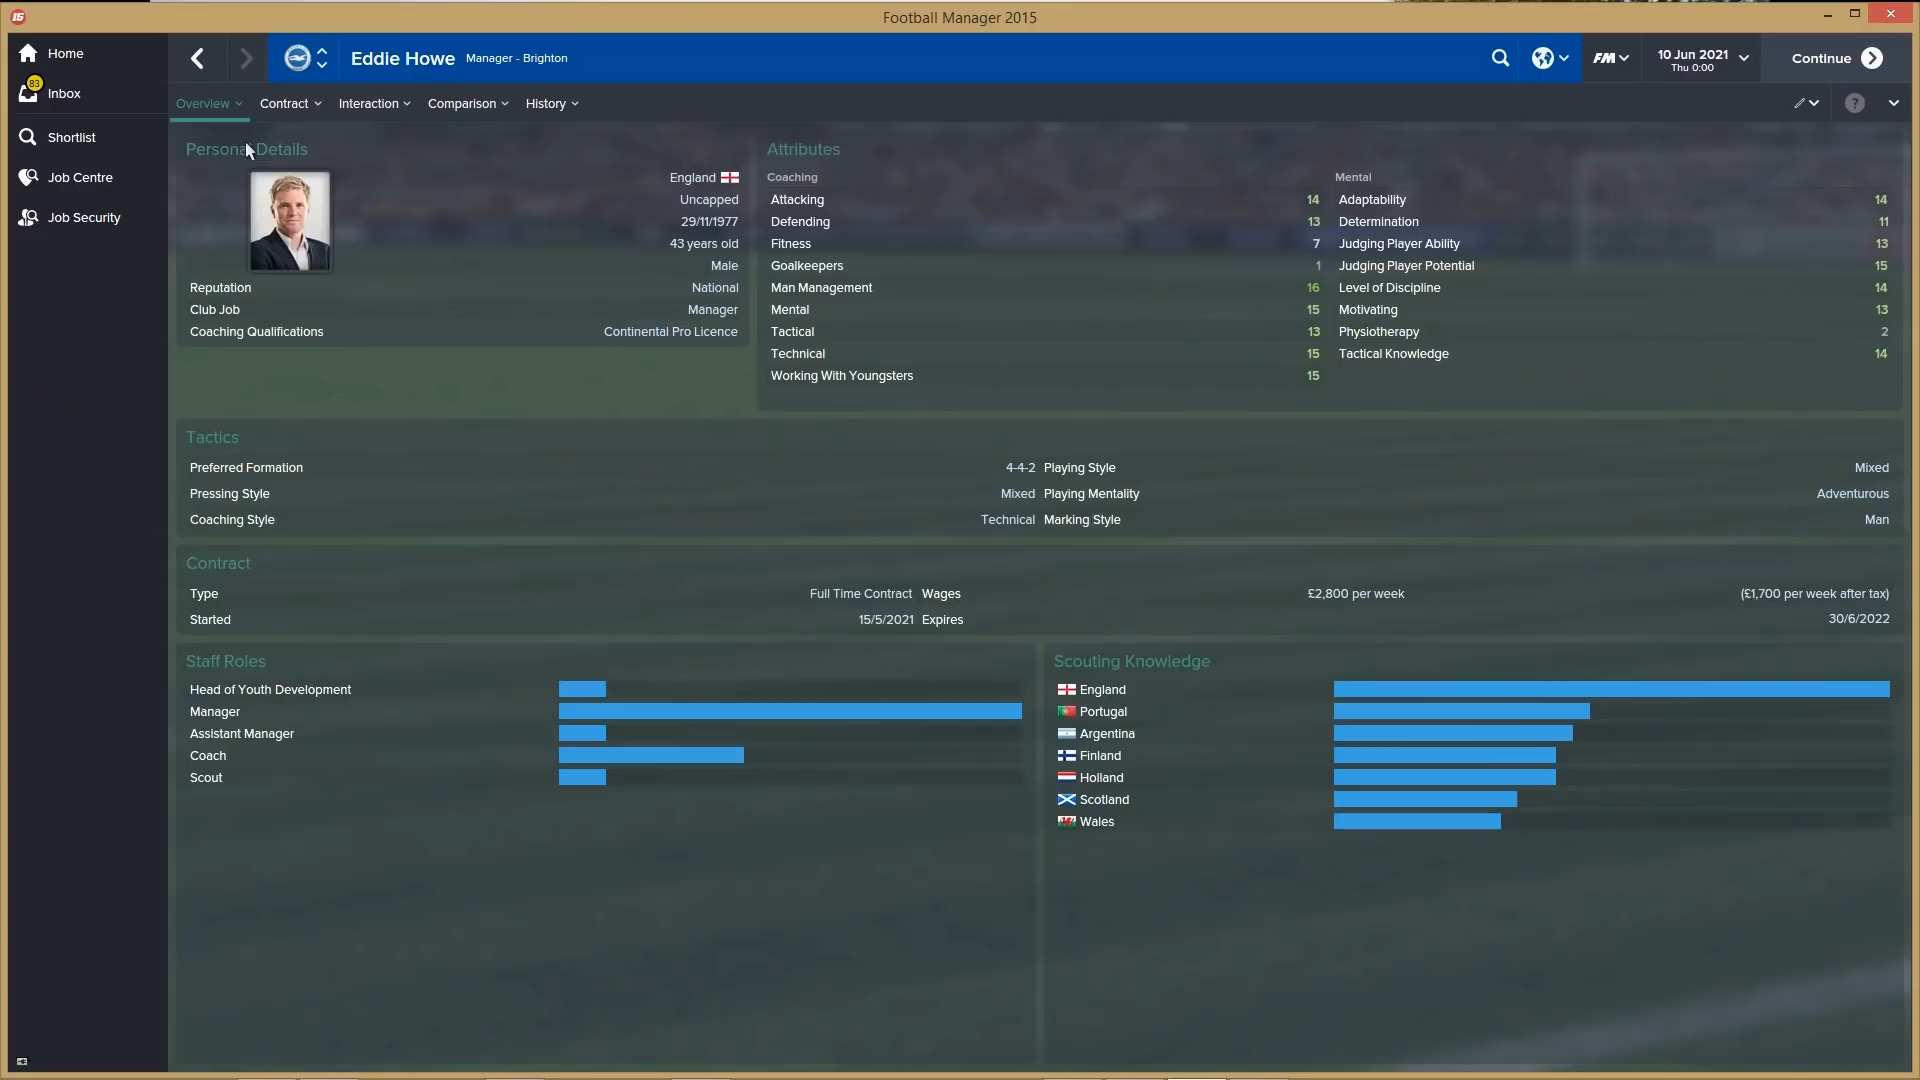 Football Manager 2015
Home
83
Inbox
Shortlist
Job Centre
Job Security
Eddie Howe Manager - Brighton
FM
10 Jun 2021
Thu 0:00
Continue
Overview Contract Interaction Comparison History
?
Personal Details
England
Uncapped
29/11/1977
43 years old
Male
Reputation National
Club Job Manager
Coaching Qualifications Continental Pro Licence
Attributes
Coaching Mental
Attacking 14 Adaptability 14
Defending 13 Determination 11
Fitness 7 Judging Player Ability 13
Goalkeepers 1 Judging Player Potential 15
Man Management 16 Level of Discipline 14
Mental 15 Motivating 13
Tactical 13 Physiotherapy 2
Technical 15 Tactical Knowledge 14
Working With Youngsters 15
Tactics
Preferred Formation 4-4-2 Playing Style Mixed
Pressing Style Mixed Playing Mentality Adventurous
Coaching Style Technical Marking Style Man
Contract
Type Full Time Contract Wages £2,800 per week (£1,700 per week after tax)
Started 15/5/2021 Expires 30/6/2022
Staff Roles
Head of Youth Development
Manager
Assistant Manager
Coach
Scout
Scouting Knowledge
England
Portugal
Argentina
Finland
Holland
Scotland
Wales